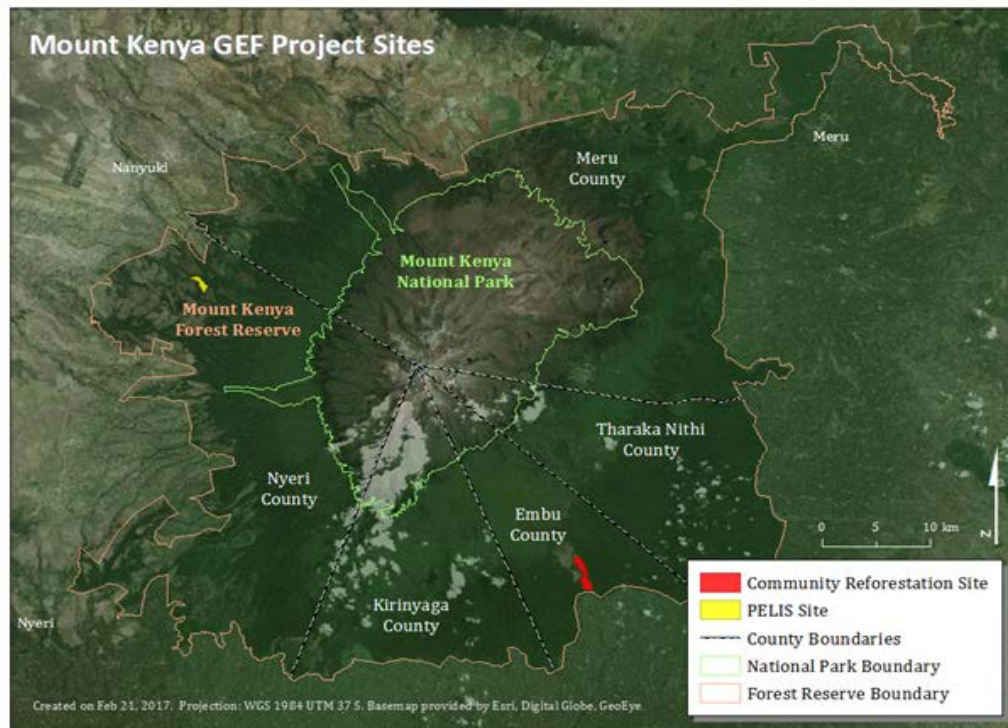 Mount Kenya GEF Project Sites
Meru
Nanyuki
Meru
County
Mount Kenya
National Park
Mount Kenya
Forest Reserve
Tharaka Nithi
County
Nyeri
County
Embu
County
0 5 10 km
N
Kirinyaga
County
Nyeri
Community Reforestation Site
PELIS Site
County Boundaries
National Park Boundary
Forest Reserve Boundary
Created on Feb 21, 2017. Projection: WGS 1984 UTM 37 S. Basemap provided by Esri, Digital Globe, GeoEye